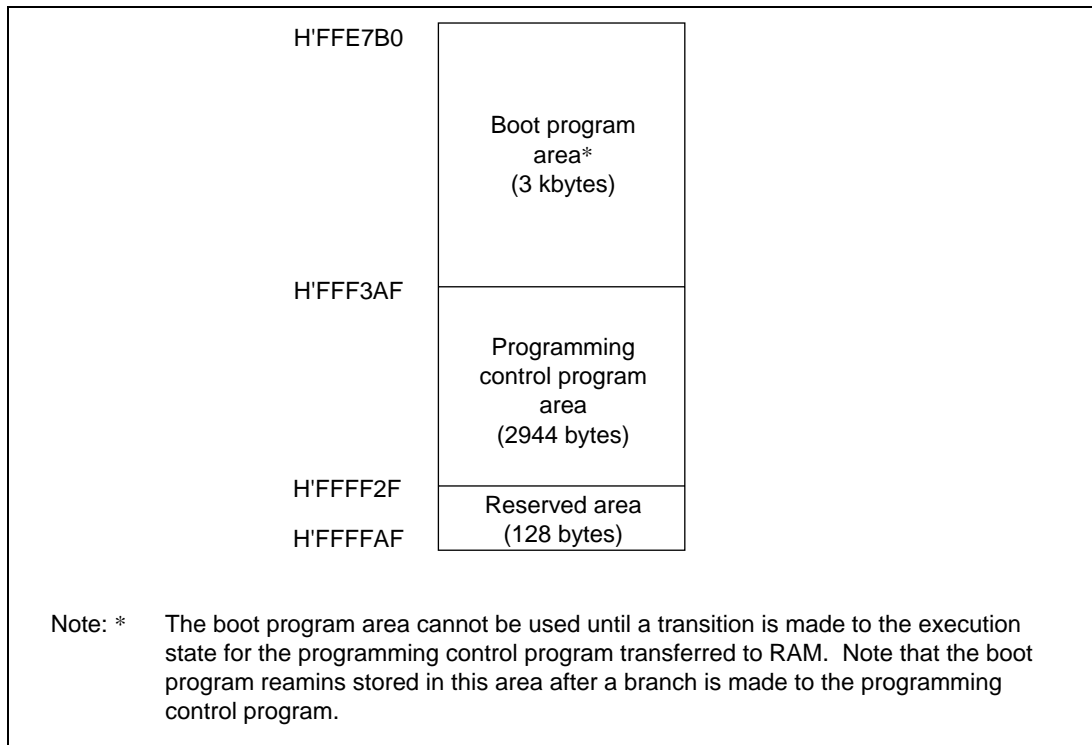 H'FFE7B0
Boot program
area*
(3 kbytes)
H'FFF3AF
Programming
control program
area
(2944 bytes)
H'FFFF2F
Reserved area
(128 bytes)
H'FFFFAF
Note: * The boot program area cannot be used until a transition is made to the execution
state for the programming control program transferred to RAM. Note that the boot
program reamins stored in this area after a branch is made to the programming
control program.